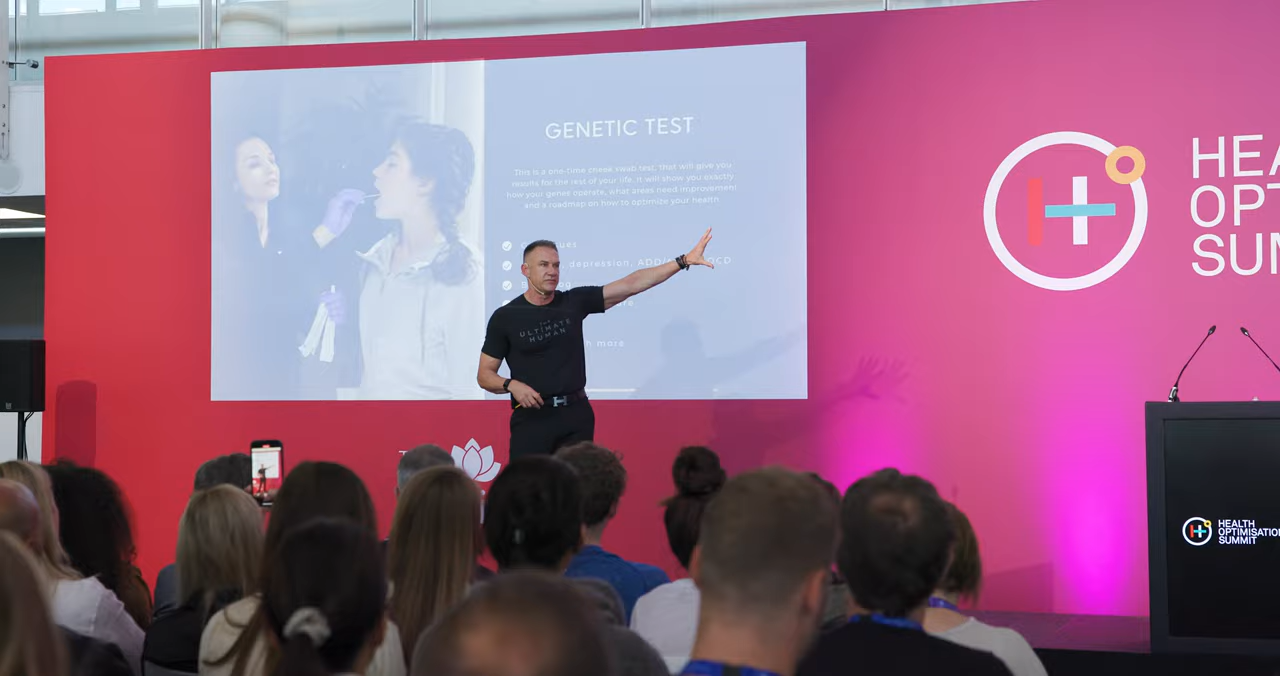 GENETIC TEST
This is a one-time cheek swab test, that will give you
results for the rest of your life. It will show you exactly
how your genes operate, what areas need improvement
and a roadmap on how to optimize your health
depression, ADD/ OCD
more
ULTIMATE
HUMAN
H
HEA
OPT
SUM
HEALTH
OPTIMISATION
SUMMIT